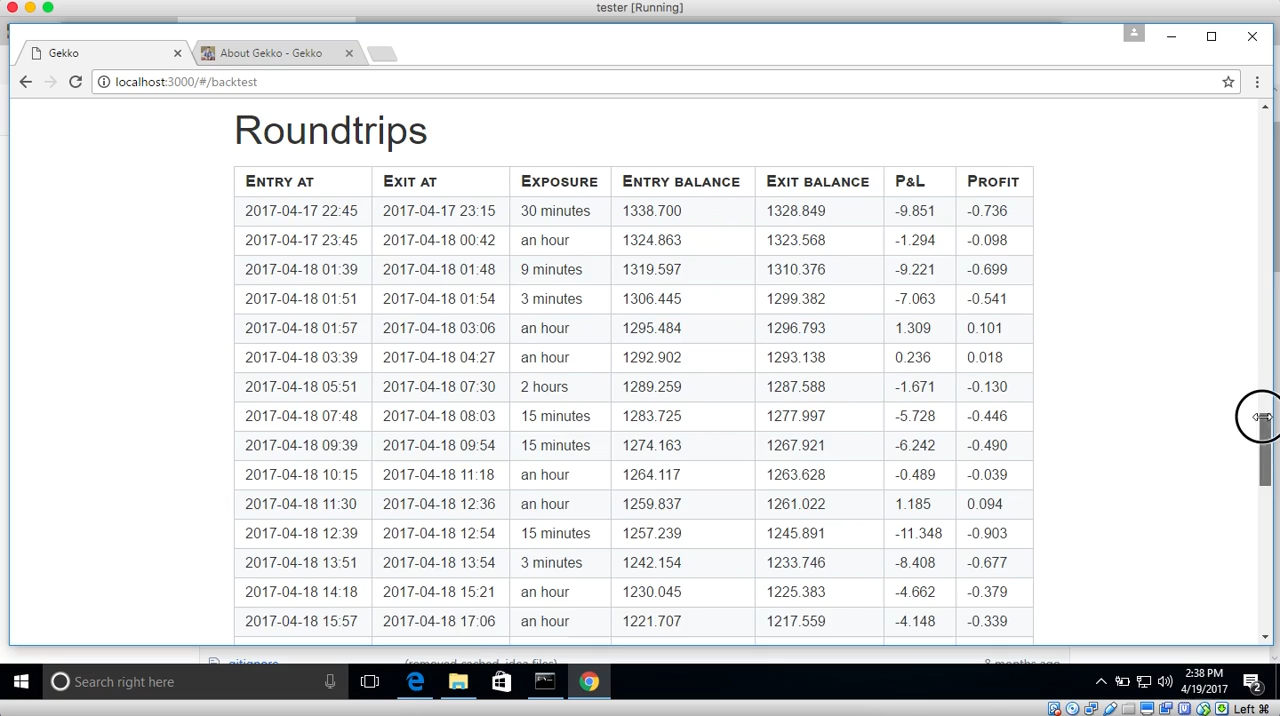 tester [Running]
Gekko
About Gekko - Gekko
localhost:3000/#/backtest
Roundtrips
ENTRY AT EXIT AT EXPOSURE ENTRY BALANCE EXIT BALANCE P&L PROFIT
2017-04-17 22:45 2017-04-17 23:15 30 minutes 1338.700 1328.849 -9.851 -0.736
2017-04-17 23:45 2017-04-18 00:42 an hour 1324.863 1323.568 -1.294 -0.098
2017-04-18 01:39 2017-04-18 01:48 9 minutes 1319.597 1310.376 -9.221 -0.699
2017-04-18 01:51 2017-04-18 01:54 3 minutes 1306.445 1299.382 -7.063 -0.541
2017-04-18 01:57 2017-04-18 03:06 an hour 1295.484 1296.793 1.309 0.101
2017-04-18 03:39 2017-04-18 04:27 an hour 1292.902 1293.138 0.236 0.018
2017-04-18 05:51 2017-04-18 07:30 2 hours 1289.259 1287.588 -1.671 -0.130
2017-04-18 07:48 2017-04-18 08:03 15 minutes 1283.725 1277.997 -5.728 -0.446
2017-04-18 09:39 2017-04-18 09:54 15 minutes 1274.163 1267.921 -6.242 -0.490
2017-04-18 10:15 2017-04-18 11:18 an hour 1264.117 1263.628 -0.489 -0.039
2017-04-18 11:30 2017-04-18 12:36 an hour 1259.837 1261.022 1.185 0.094
2017-04-18 12:39 2017-04-18 12:54 15 minutes 1257.239 1245.891 -11.348 -0.903
2017-04-18 13:51 2017-04-18 13:54 3 minutes 1242.154 1233.746 -8.408 -0.677
2017-04-18 14:18 2017-04-18 15:21 an hour 1230.045 1225.383 -4.662 -0.379
2017-04-18 15:57 2017-04-18 17:06 an hour 1221.707 1217.559 -4.148 -0.339
.gitignore (removed cached .idea files) 8 months ago
Search right here
2:38 PM
4/19/2017
2
Left ⌘